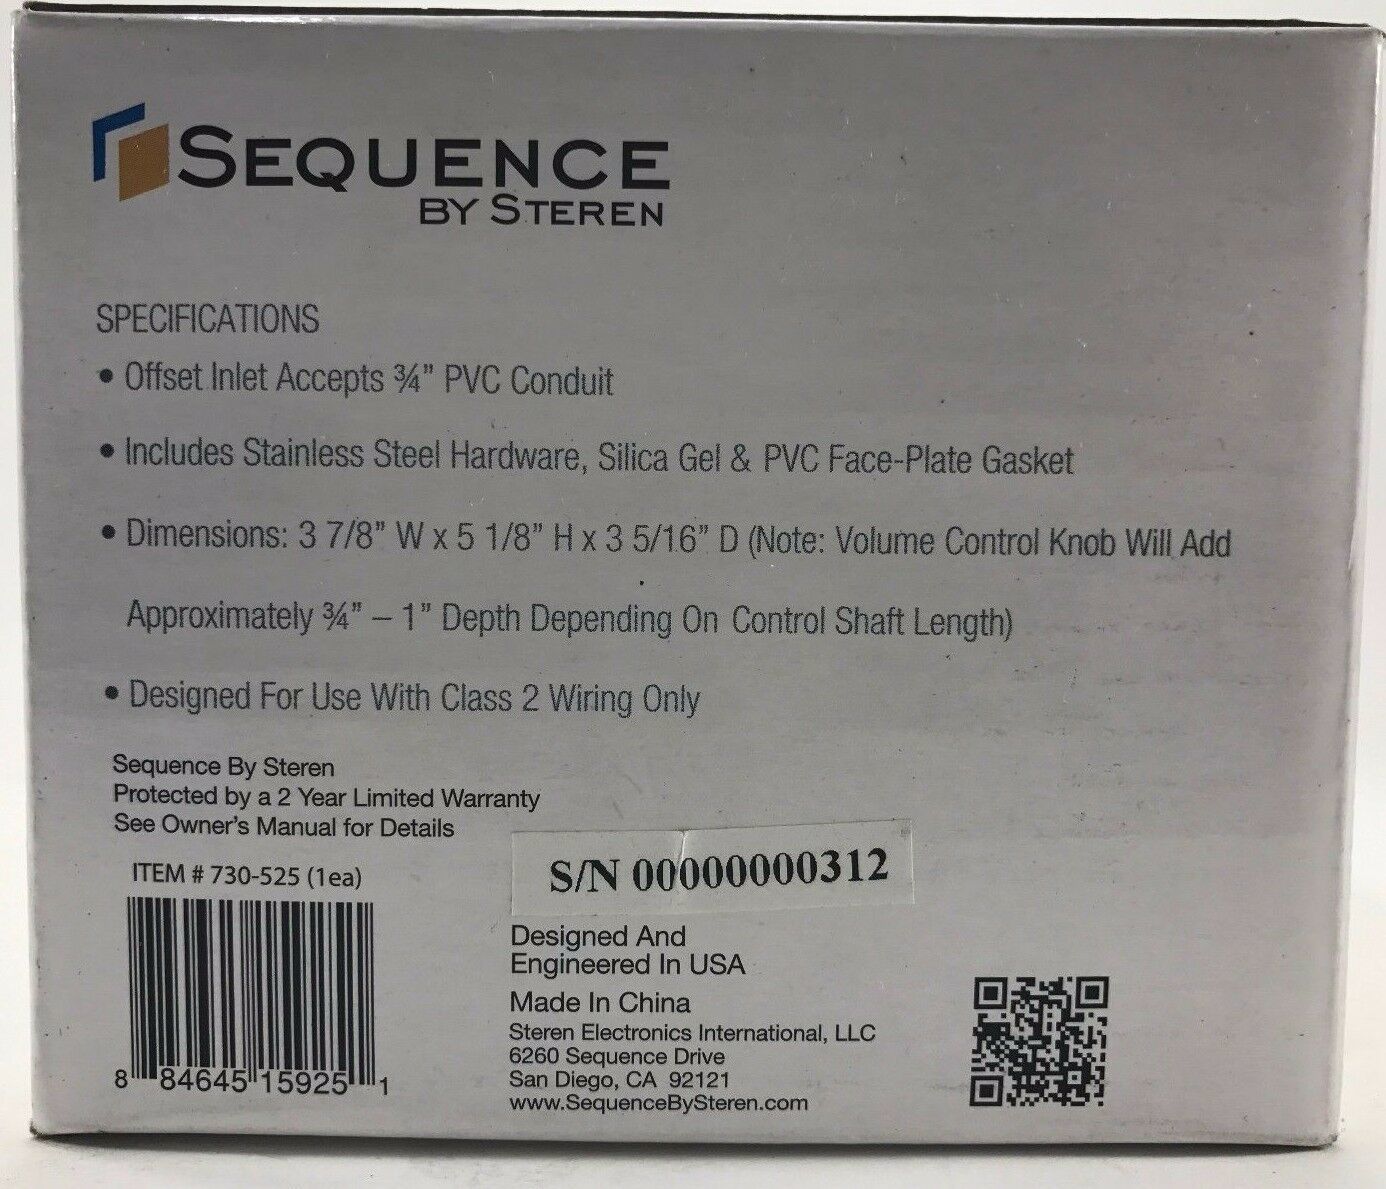 SEQUENCE
BY STEREN
SPECIFICATIONS
• Offset Inlet Accepts ¾” PVC Conduit
• Includes Stainless Steel Hardware, Silica Gel & PVC Face-Plate Gasket
• Dimensions: 3 7/8” W x 5 1/8” H x 3 5/16” D (Note: Volume Control Knob Will Add
Approximately ¾” – 1” Depth Depending On Control Shaft Length)
• Designed For Use With Class 2 Wiring Only
Sequence By Steren
Protected by a 2 Year Limited Warranty
See Owner's Manual for Details
ITEM # 730-525 (1ea)
8 84645 15925 1
S/N 00000000312
Designed And
Engineered In USA
Made In China
Steren Electronics International, LLC
6260 Sequence Drive
San Diego, CA 92121
www.SequenceBySteren.com